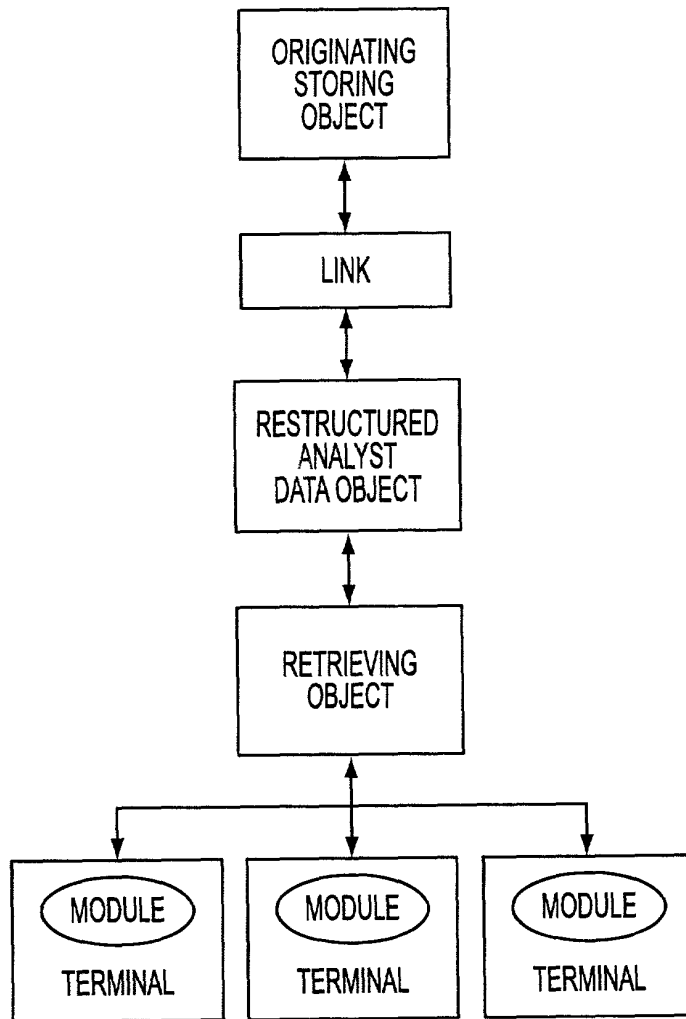 ORIGINATING
STORING
OBJECT
LINK
RESTRUCTURED
ANALYST
DATA OBJECT
RETRIEVING
OBJECT
MODULE
MODULE
MODULE
TERMINAL
TERMINAL
TERMINAL